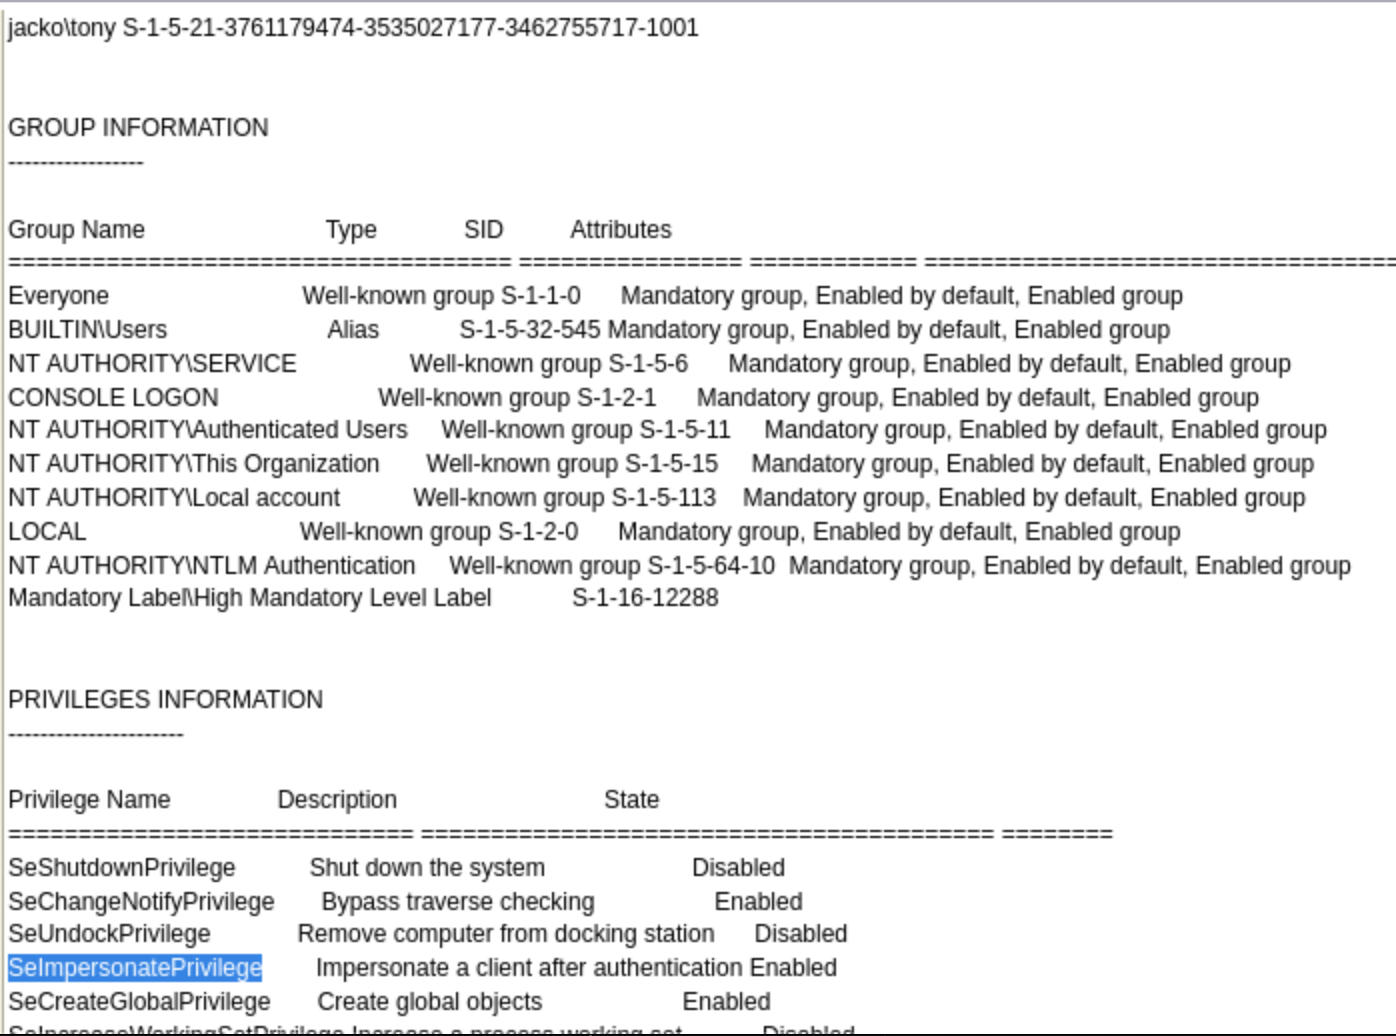 jacko\tony S-1-5-21-3761179474-3535027177-3462755717-1001
GROUP INFORMATION
-----------------
Group Name Type SID Attributes
==================================== ================ ============ ==================================
Everyone Well-known group S-1-1-0 Mandatory group, Enabled by default, Enabled group
BUILTIN\Users Alias S-1-5-32-545 Mandatory group, Enabled by default, Enabled group
NT AUTHORITY\SERVICE Well-known group S-1-5-6 Mandatory group, Enabled by default, Enabled group
CONSOLE LOGON Well-known group S-1-2-1 Mandatory group, Enabled by default, Enabled group
NT AUTHORITY\Authenticated Users Well-known group S-1-5-11 Mandatory group, Enabled by default, Enabled group
NT AUTHORITY\This Organization Well-known group S-1-5-15 Mandatory group, Enabled by default, Enabled group
NT AUTHORITY\Local account Well-known group S-1-5-113 Mandatory group, Enabled by default, Enabled group
LOCAL Well-known group S-1-2-0 Mandatory group, Enabled by default, Enabled group
NT AUTHORITY\NTLM Authentication Well-known group S-1-5-64-10 Mandatory group, Enabled by default, Enabled group
Mandatory Label\High Mandatory Level Label S-1-16-12288
PRIVILEGES INFORMATION
----------------------
Privilege Name Description State
============================= ========================================= ========
SeShutdownPrivilege Shut down the system Disabled
SeChangeNotifyPrivilege Bypass traverse checking Enabled
SeUndockPrivilege Remove computer from docking station Disabled
SeImpersonatePrivilege Impersonate a client after authentication Enabled
SeCreateGlobalPrivilege Create global objects Enabled
SeIncreaseWorkingSetPrivilege Increase a process working set Disabled